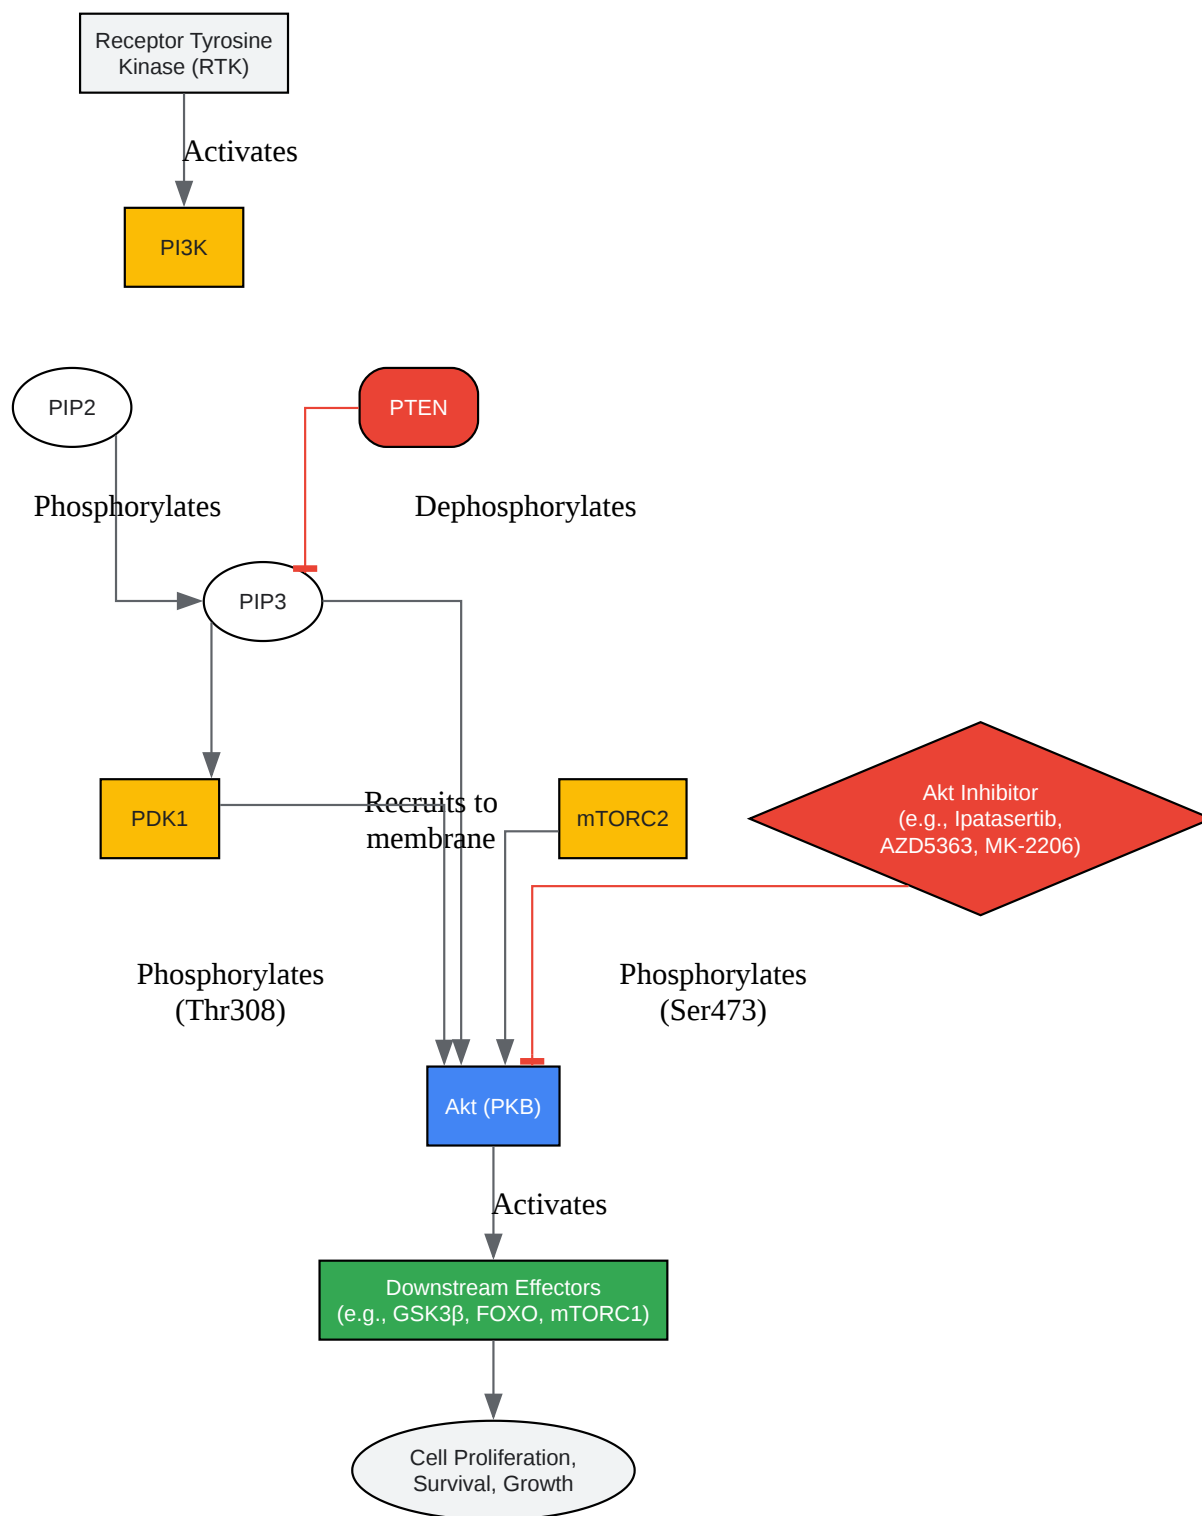 Receptor Tyrosine
Kinase (RTK)
Activates
PI3K
PIP2
PTEN
Phosphorylates
Dephosphorylates
PIP3
PDK1
Recruits to
membrane
mTORC2
Akt Inhibitor
(e.g., Ipatasertib,
AZD5363, MK-2206)
Phosphorylates
(Thr308)
Phosphorylates
(Ser473)
Akt (PKB)
Activates
Downstream Effectors
(e.g., GSK3β, FOXO, mTORC1)
Cell Proliferation,
Survival, Growth